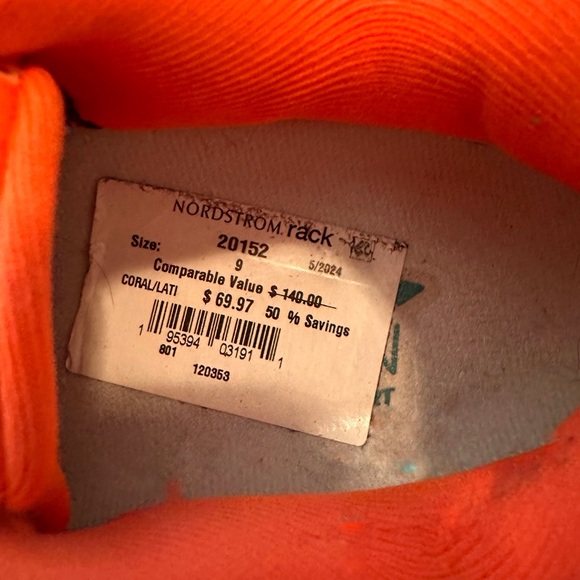 NORDSTROM rack
Size: 20152
9 5/2024
Comparable Value $ 140.00
CORAL/LATI $ 69.97 50 % Savings
1 95394 03191 1
801
120353